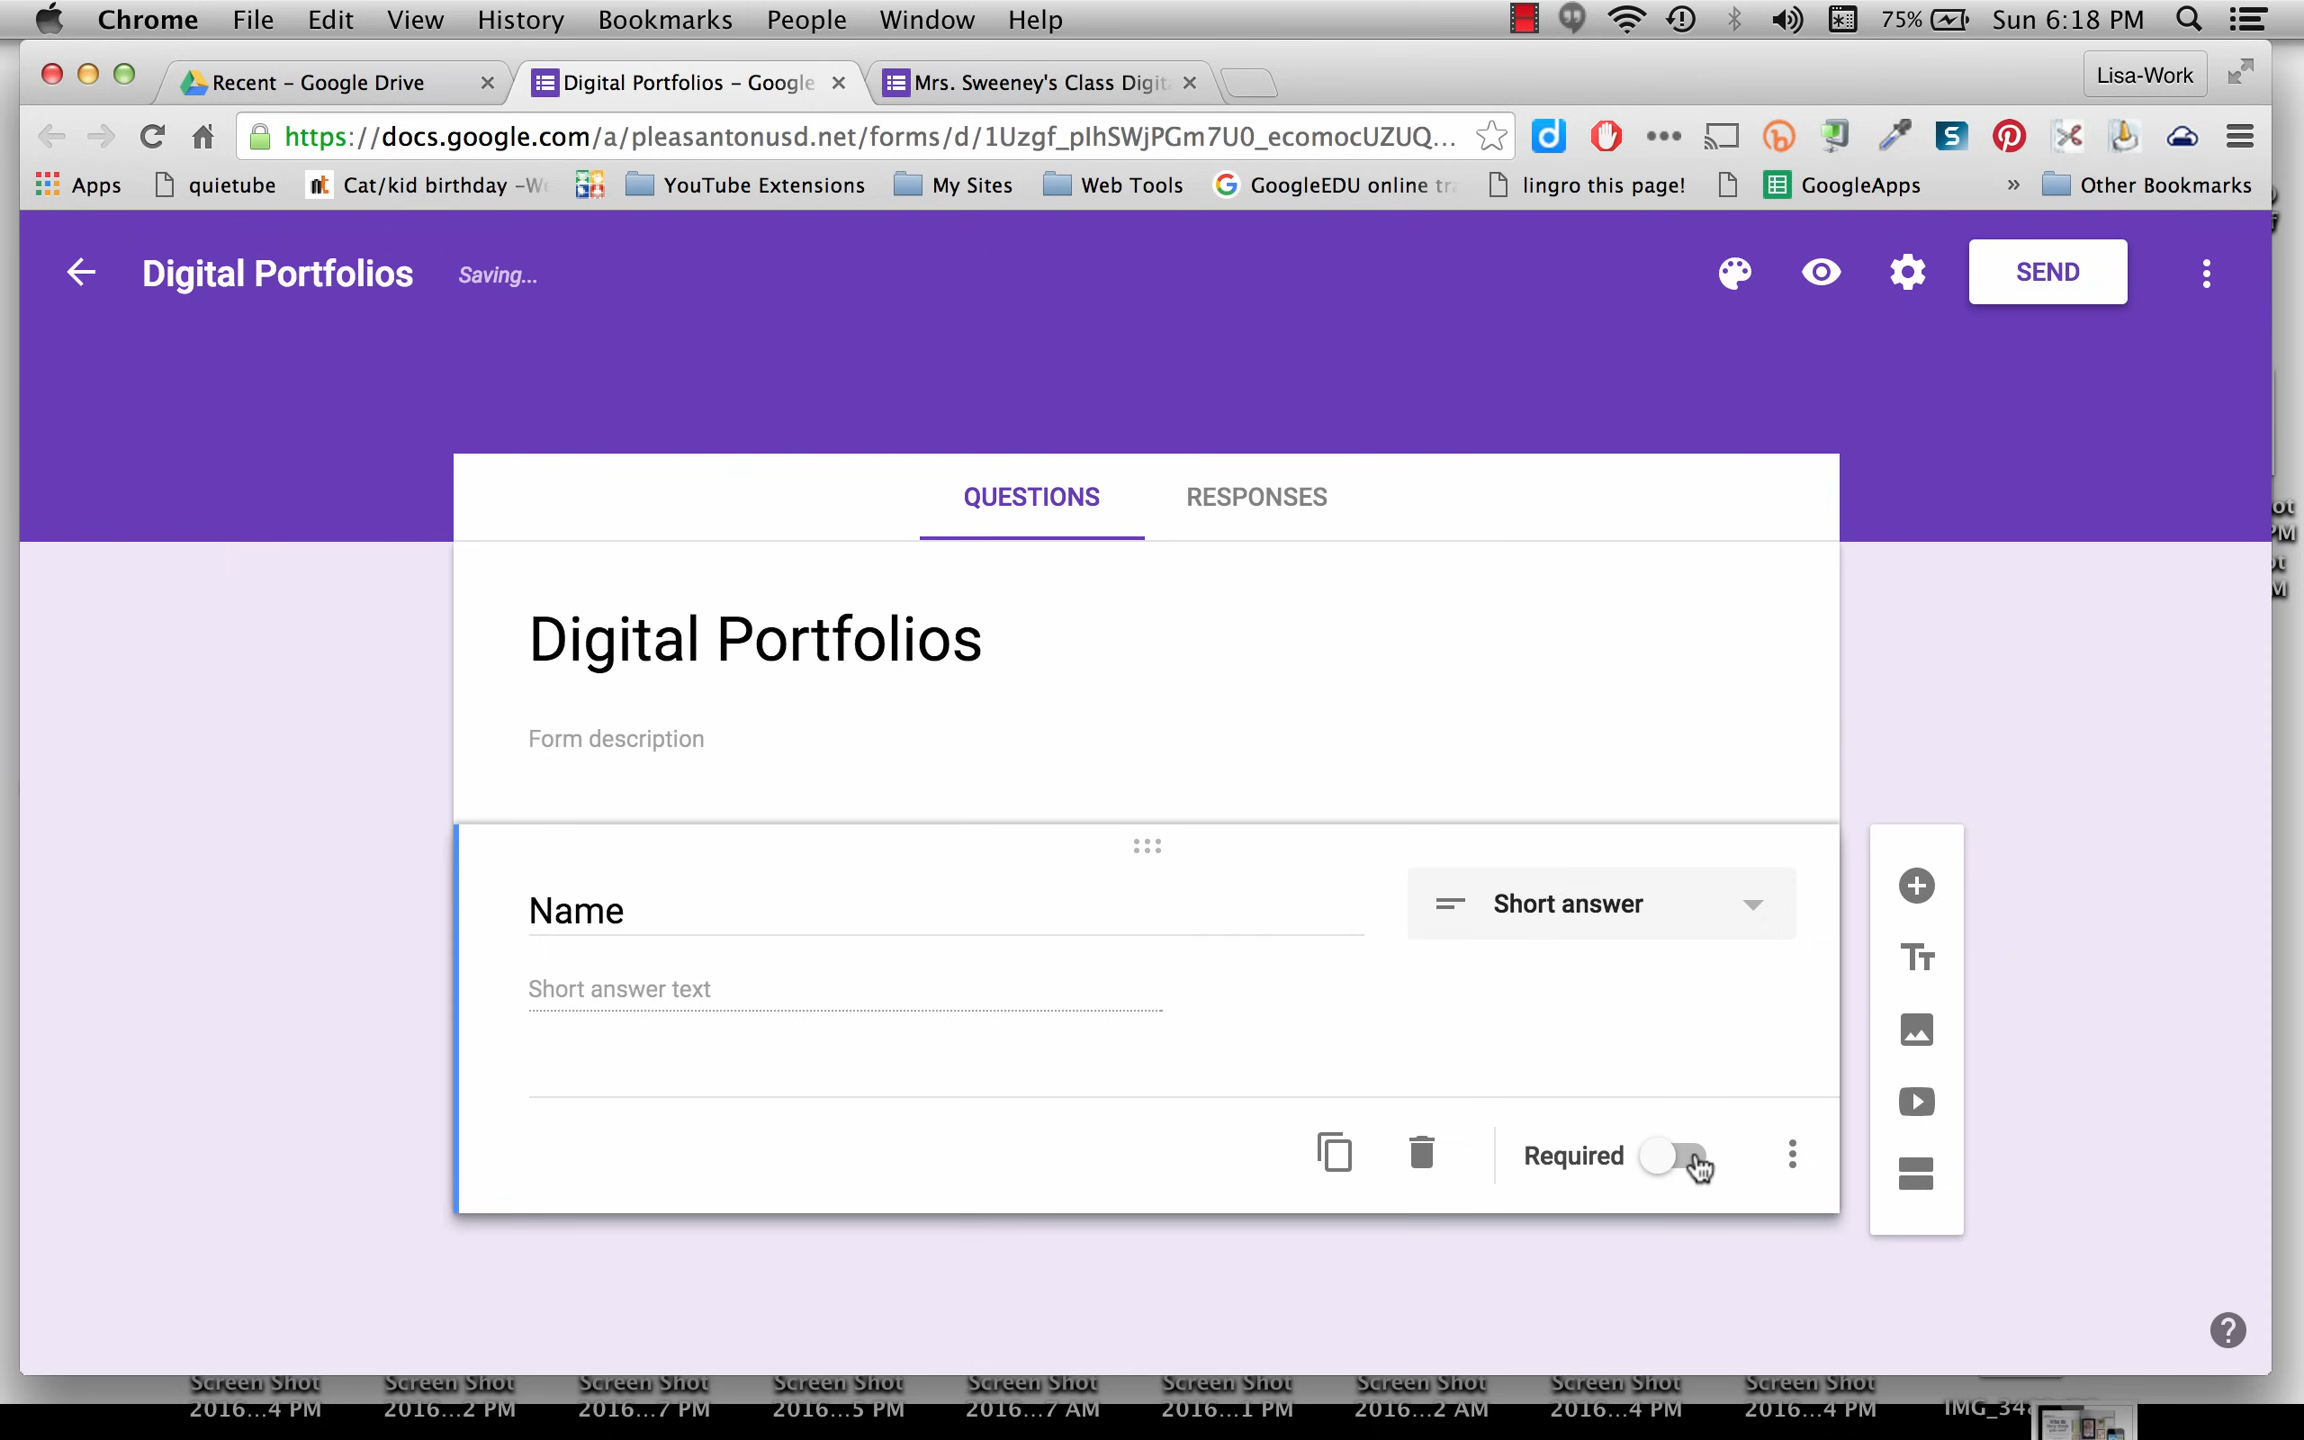 Chrome File Edit View History Bookmarks People Window Help 75% Sun 6:18 PM
Recent – Google Drive Digital Portfolios – Google Mrs. Sweeney's Class Digita Lisa-Work
https://docs.google.com/a/pleasantonusd.net/forms/d/1Uzgf_pIhSWjPGm7U0_ecomocUZUQ...
Apps quietube Cat/kid birthday –We YouTube Extensions My Sites Web Tools GoogleEDU online tra lingro this page! GoogleApps » Other Bookmarks
Digital Portfolios Saving... SEND
QUESTIONS RESPONSES
Digital Portfolios
Form description
Name Short answer
Short answer text
Required
Screen Shot Screen Shot Screen Shot Screen Shot Screen Shot Screen Shot Screen Shot Screen Shot Screen Shot
2016...4 PM 2016...2 PM 2016...7 PM 2016...5 PM 2016...7 AM 2016...1 PM 2016...2 AM 2016...4 PM 2016...4 PM